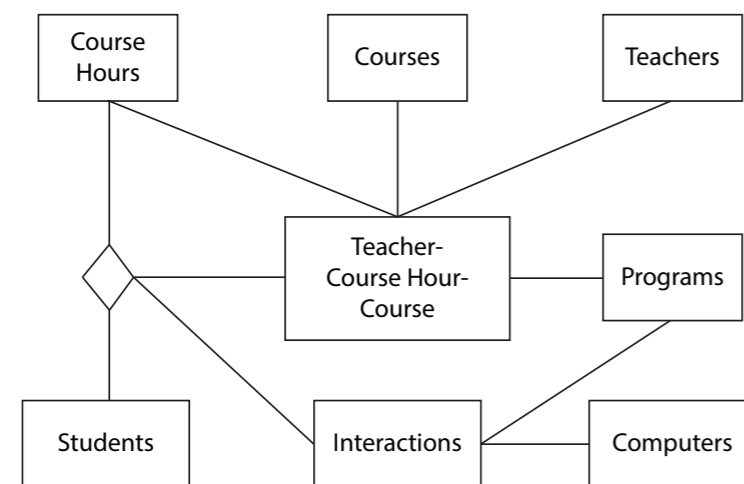 Course
Hours
Courses
Teachers
Teacher-
Course Hour-
Course
Programs
Students
Interactions
Computers